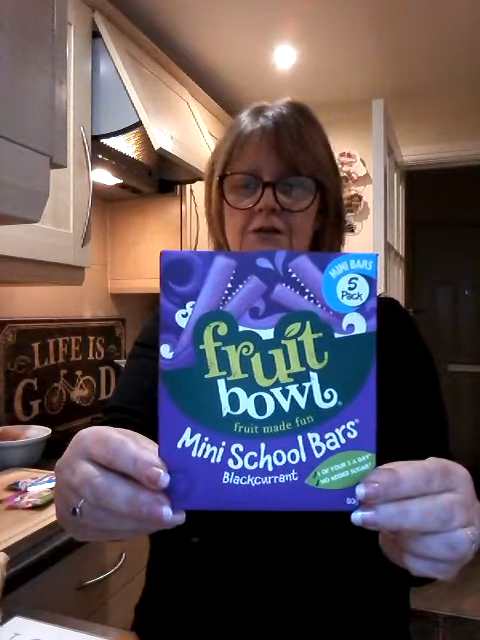 LIFE IS
GOOD
MINI BARS
5
Pack
fruit
bowl
fruit made fun
Mini School Bars
Blackcurrant
OF YOUR 5 A DAY
NO ADDED SUGAR